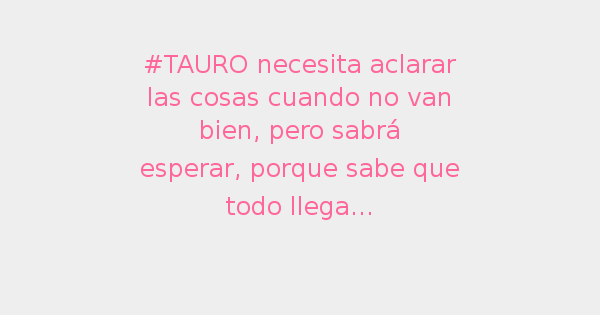 #TAURO necesita aclarar
las cosas cuando no van
bien, pero sabrá
esperar, porque sabe que
todo llega...